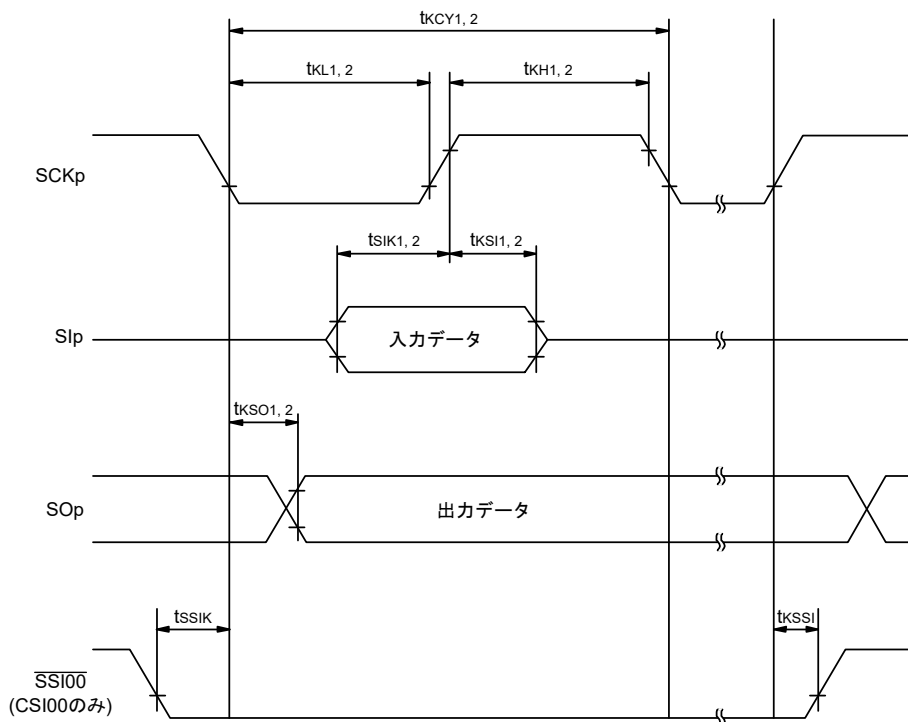 tKCY1, 2
tKL1, 2
tKH1, 2
SCKp
tSIK1, 2
tKSI1, 2
SIp
入力データ
tKSO1, 2
SOp
出力データ
tSSIK
tKSSI
SSI00
(CSI00のみ)